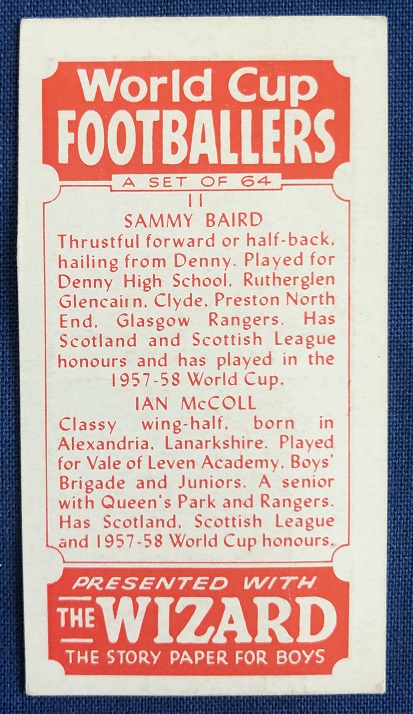 World Cup
FOOTBALLERS
A SET OF 64
11
SAMMY BAIRD
Thrustful forward or half-back,
hailing from Denny. Played for
Denny High School, Rutherglen
Glencairn, Clyde, Preston North
End, Glasgow Rangers. Has
Scotland and Scottish League
honours and has played in the
1957-58 World Cup.
IAN McCOLL
Classy wing-half, born in
Alexandria, Lanarkshire. Played
for Vale of Leven Academy, Boys'
Brigade and Juniors. A senior
with Queen's Park and Rangers.
Has Scotland, Scottish League
and 1957-58 World Cup honours.
PRESENTED WITH
THE WIZARD
THE STORY PAPER FOR BOYS